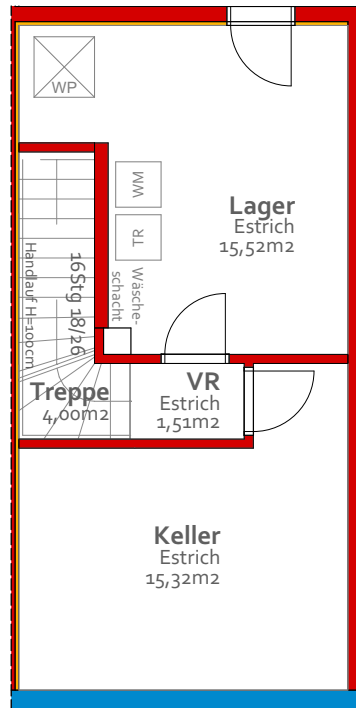 WP
WM
TR
Lager
Estrich
15,52m2
Wäsche-
schacht
16Stg 18/26
Handlauf H=100cm
Treppe
4,00m2
VR
Estrich
1,51m2
Keller
Estrich
15,32m2